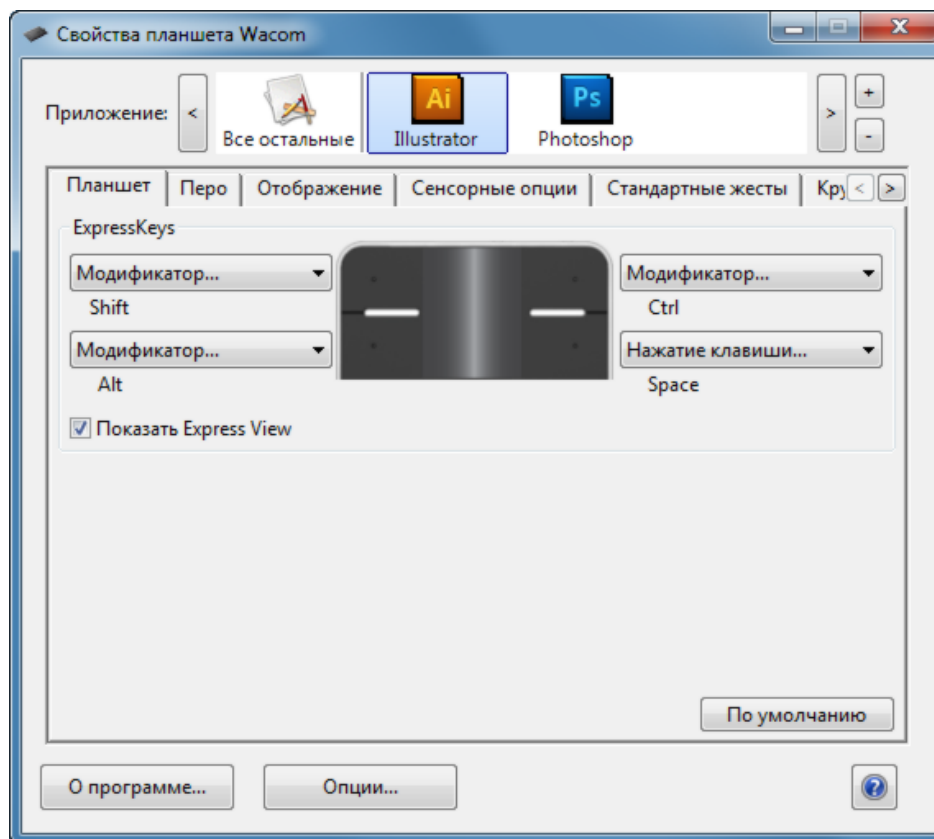 Свойства планшета Wacom
Приложение:
<
Ai
Ps
>
+
-
Все остальные
Illustrator
Photoshop
Планшет
Перо
Отображение
Сенсорные опции
Стандартные жесты
< >
ExpressKeys
Модификатор...
Модификатор...
Shift
Ctrl
Модификатор...
Нажатие клавиши...
Alt
Space
Показать Express View
По умолчанию
О программе...
Опции...
?